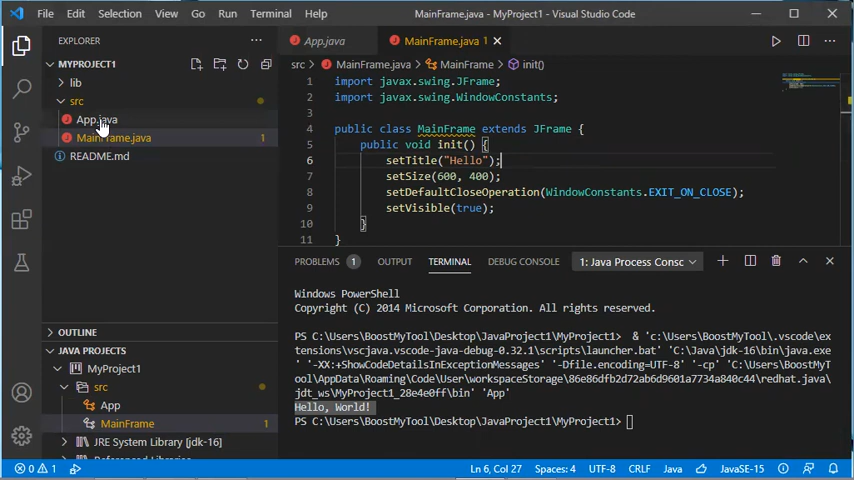 File Edit Selection View Go Run Terminal Help MainFrame.java - MyProject1 - Visual Studio Code
EXPLORER
App.java
MainFrame.java 1
MYPROJECT1
src > MainFrame.java > MainFrame > init()
lib
src
App.java
MainFrame.java 1
README.md
1 import javax.swing.JFrame;
2 import javax.swing.WindowConstants;
3
4 public class MainFrame extends JFrame {
5 public void init() {
6 setTitle("Hello");
7 setSize(600, 400);
8 setDefaultCloseOperation(WindowConstants.EXIT_ON_CLOSE);
9 setVisible(true);
10 }
11 }
PROBLEMS 1 OUTPUT TERMINAL DEBUG CONSOLE 1: Java Process Consc
Windows PowerShell
Copyright (C) 2014 Microsoft Corporation. All rights reserved.
PS C:\Users\BoostMyTool\Desktop\JavaProject1\MyProject1> & 'c:\Users\BoostMyTool\.vscode\ex
tensions\vscjava.vscode-java-debug-0.32.1\scripts\launcher.bat' 'C:\Java\jdk-16\bin\java.exe
' '-XX:+ShowCodeDetailsInExceptionMessages' '-Dfile.encoding=UTF-8' '-cp' 'C:\Users\BoostMyT
ool\AppData\Roaming\Code\User\workspaceStorage\86e86dfb2d72ab6d9601a7734a840c44\redhat.java\
jdt_ws\MyProject1_28e4e0ff\bin' 'App'
Hello, World!
PS C:\Users\BoostMyTool\Desktop\JavaProject1\MyProject1>
OUTLINE
JAVA PROJECTS
MyProject1
src
App
MainFrame 1
JRE System Library [jdk-16]
Referenced Libraries
0 1 Ln 6, Col 27 Spaces: 4 UTF-8 CRLF Java JavaSE-15